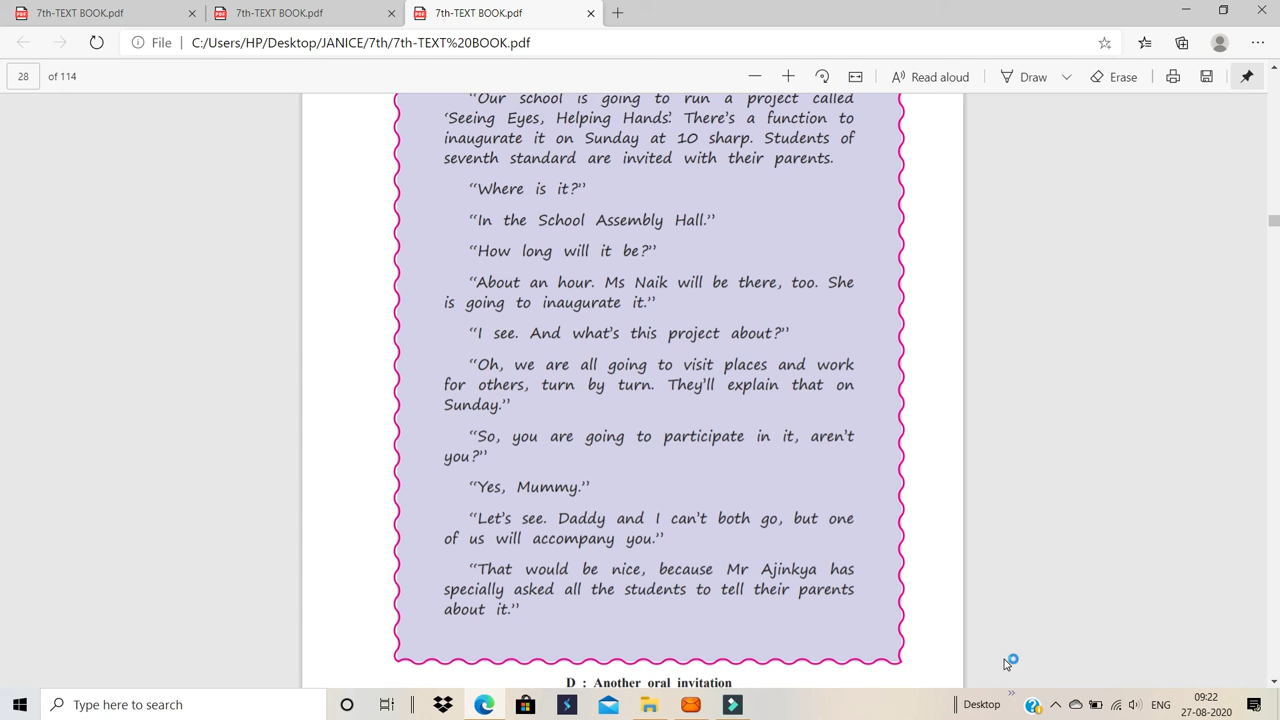 7th-TEXT BOOK.pdf
7th-TEXT BOOK.pdf
7th-TEXT BOOK.pdf
File
C:/Users/HP/Desktop/JANICE/7th/7th-TEXT%20BOOK.pdf
28 of 114
Read aloud
Draw
Erase
“Our school is going to run a project called
‘Seeing Eyes, Helping Hands’. There’s a function to
inaugurate it on Sunday at 10 sharp. Students of
seventh standard are invited with their parents.
“Where is it?”
“In the School Assembly Hall.”
“How long will it be?”
“About an hour. Ms Naik will be there, too. She
is going to inaugurate it.”
“I see. And what’s this project about?”
“Oh, we are all going to visit places and work
for others, turn by turn. They’ll explain that on
Sunday.”
“So, you are going to participate in it, aren’t
you?”
“Yes, Mummy.”
“Let’s see. Daddy and I can’t both go, but one
of us will accompany you.”
“That would be nice, because Mr Ajinkya has
specially asked all the students to tell their parents
about it.”
D : Another oral invitation
Type here to search
Desktop
ENG
09:22
27-08-2020